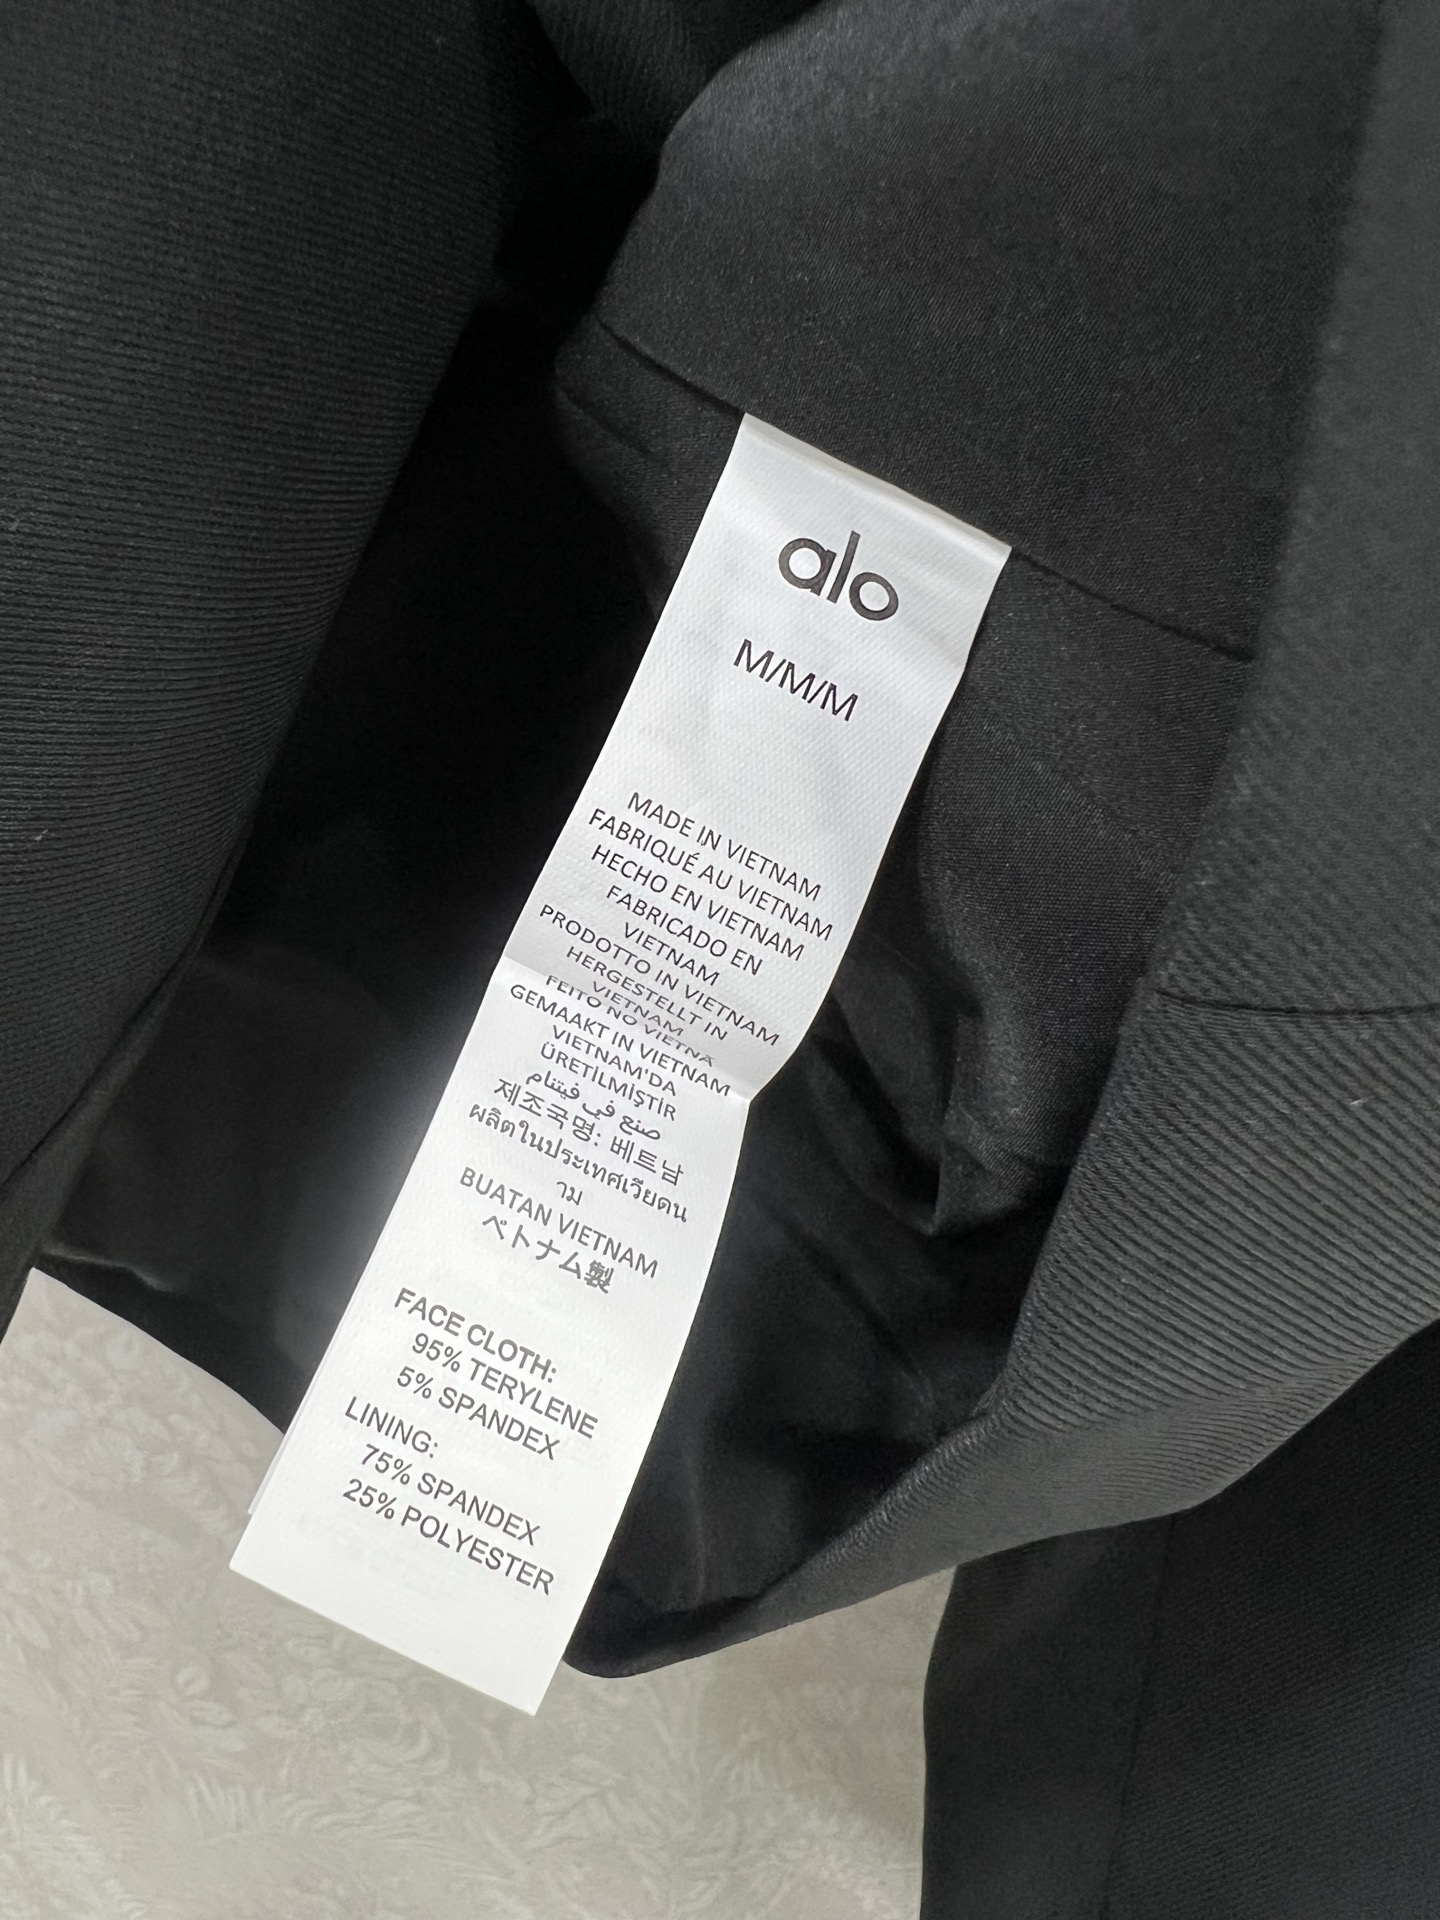 alo
M/M/M
MADE IN VIETNAM
FABRIQUÉ AU VIETNAM
HECHO EN VIETNAM
FABRICADO EN
VIETNAM
PRODOTTO IN VIETNAM
HERGESTELLT IN
VIETNAM
FEITO NO VIETNÃ
GEMAAKT IN VIETNAM
VIETNAM'DA
ÜRETİLMİŞTİR
صنع في فيتنام
제조국명: 베트남
ผลิตในประเทศเวียดน
าม
BUATAN VIETNAM
ベトナム製
FACE CLOTH:
95% TERYLENE
5% SPANDEX
LINING:
75% SPANDEX
25% POLYESTER